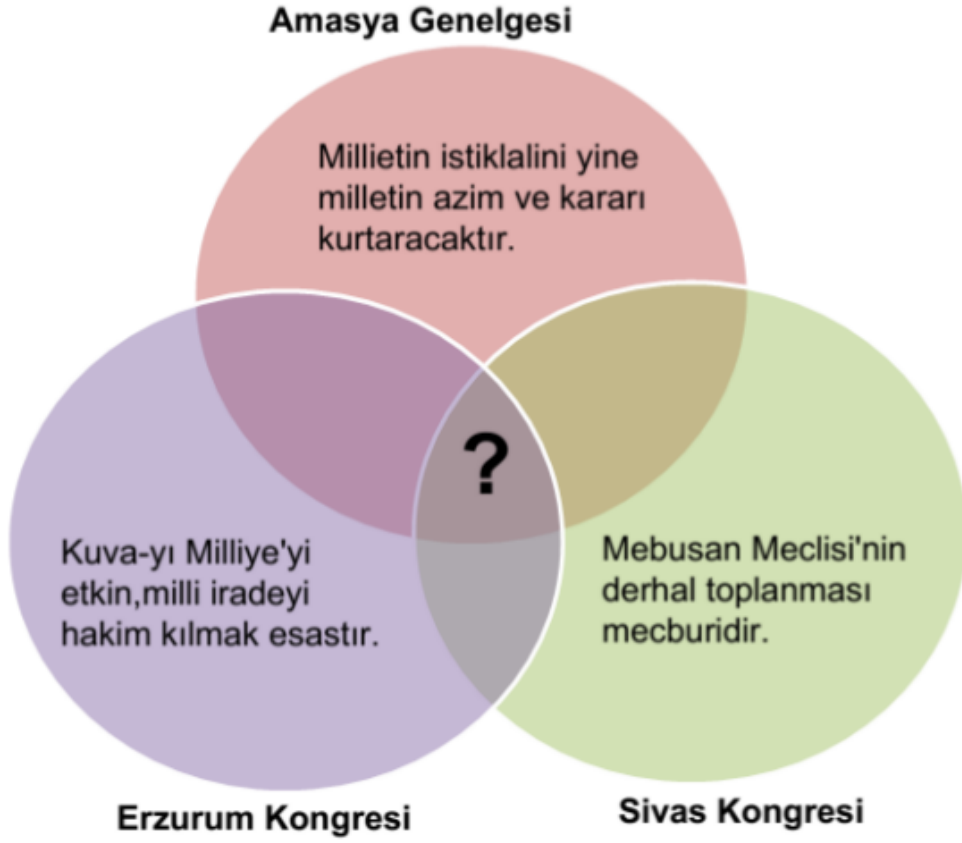 Amasya Genelgesi
Millietin istiklalini yine
milletin azim ve kararı
kurtaracaktır.
?
Kuva-yı Milliye'yi
etkin,milli iradeyi
hakim kılmak esastır.
Mebusan Meclisi'nin
derhal toplanması
mecburidir.
Erzurum Kongresi
Sivas Kongresi